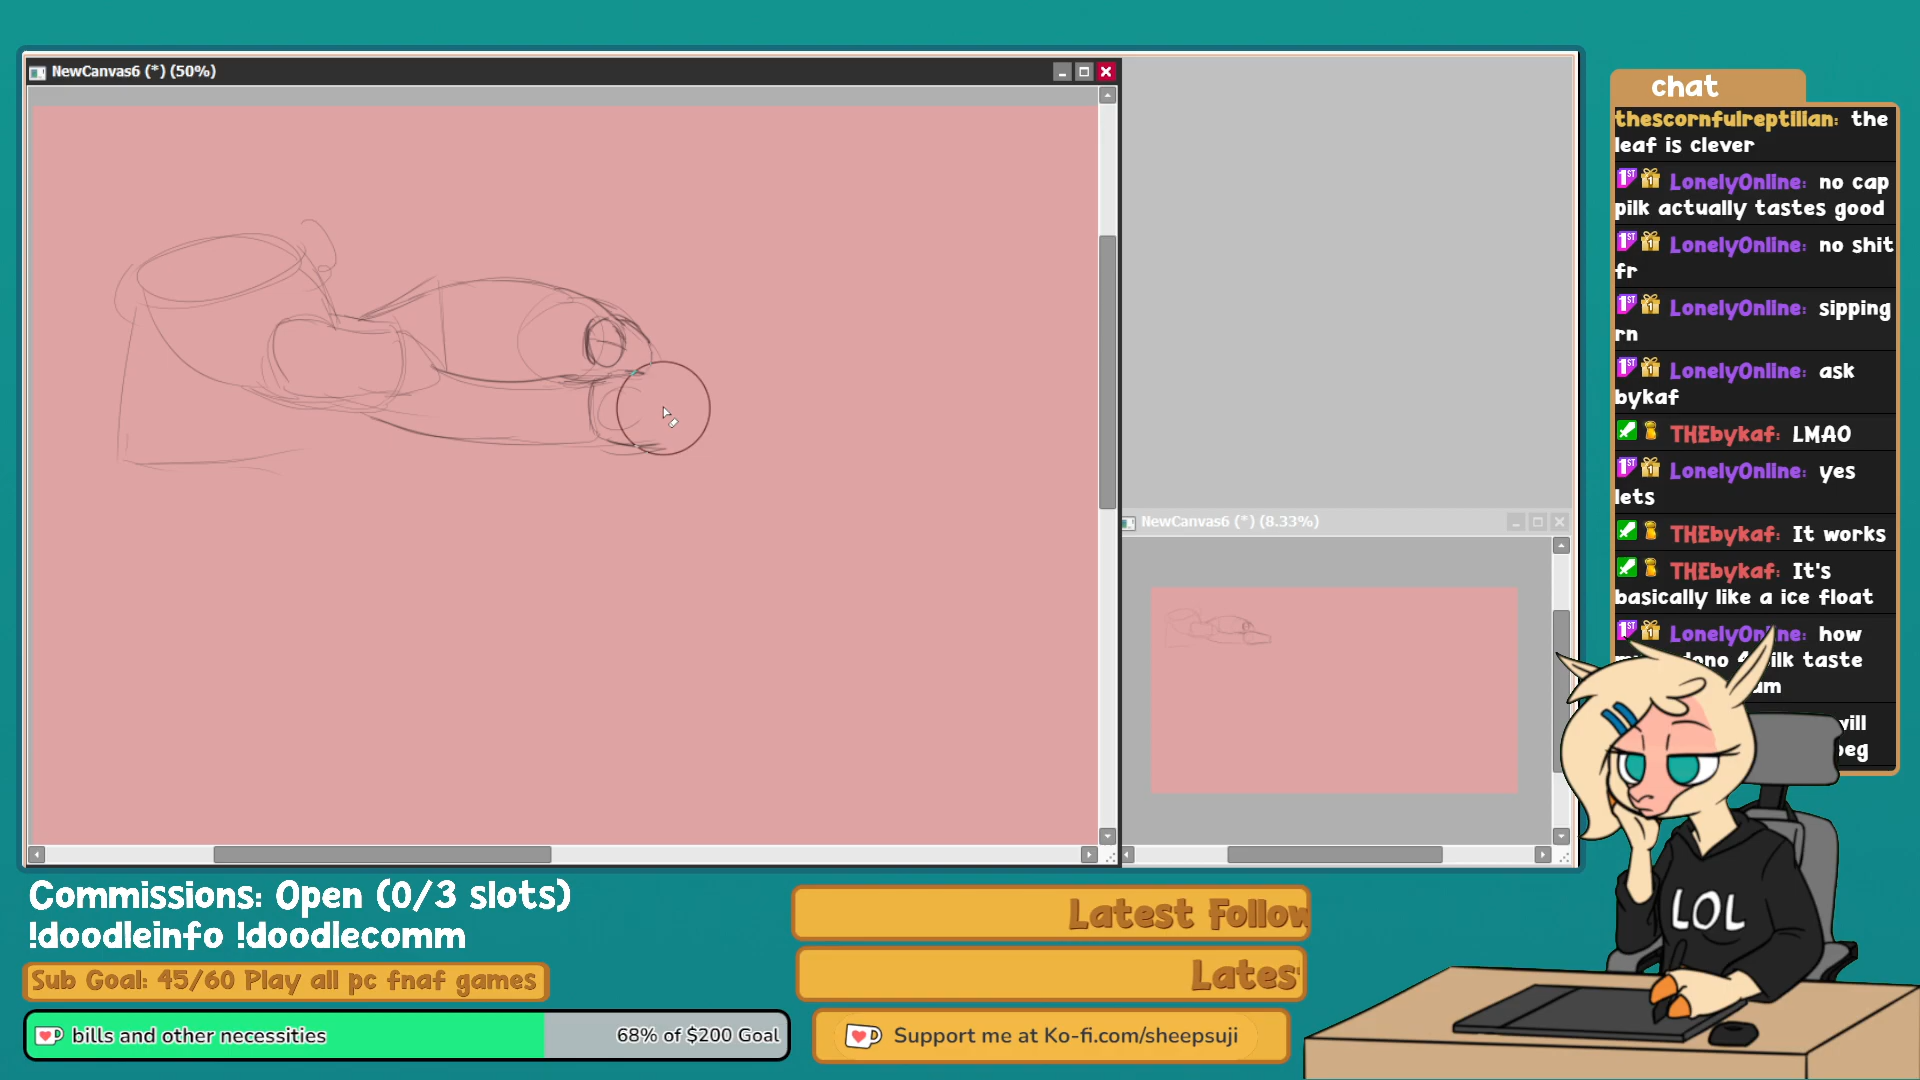 NewCanvas6 (*) (50%)
NewCanvas6 (*) (8.33%)
chat
thescornfulreptilian: the
leaf is clever
LonelyOnline: no cap
pilk actually tastes good
LonelyOnline: no shit
fr
LonelyOnline: sipping
rn
LonelyOnline: ask
bykaf
THEbykaf: LMAO
LonelyOnline: yes
lets
THEbykaf: It works
THEbykaf: It's
basically like a ice float
LonelyOnline: how
taste
LOL
Commissions: Open (0/3 slots)
!doodleinfo !doodlecomm
Sub Goal: 45/60 Play all pc fnaf games
bills and other necessities 68% of $200 Goal
Latest Follow
Lates
Support me at Ko-fi.com/sheepsuji